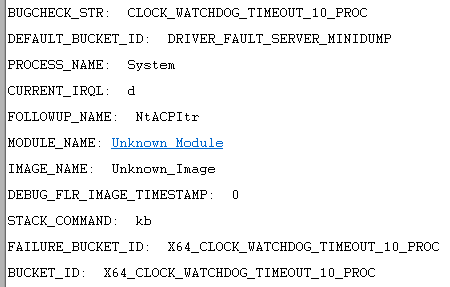 BUGCHECK_STR: CLOCK_WATCHDOG_TIMEOUT_10_PROC
DEFAULT_BUCKET_ID: DRIVER_FAULT_SERVER_MINIDUMP
PROCESS_NAME: System
CURRENT_IRQL: d
FOLLOWUP_NAME: NtACPItr
MODULE_NAME: Unknown_Module
IMAGE_NAME: Unknown_Image
DEBUG_FLR_IMAGE_TIMESTAMP: 0
STACK_COMMAND: kb
FAILURE_BUCKET_ID: X64_CLOCK_WATCHDOG_TIMEOUT_10_PROC
BUCKET_ID: X64_CLOCK_WATCHDOG_TIMEOUT_10_PROC